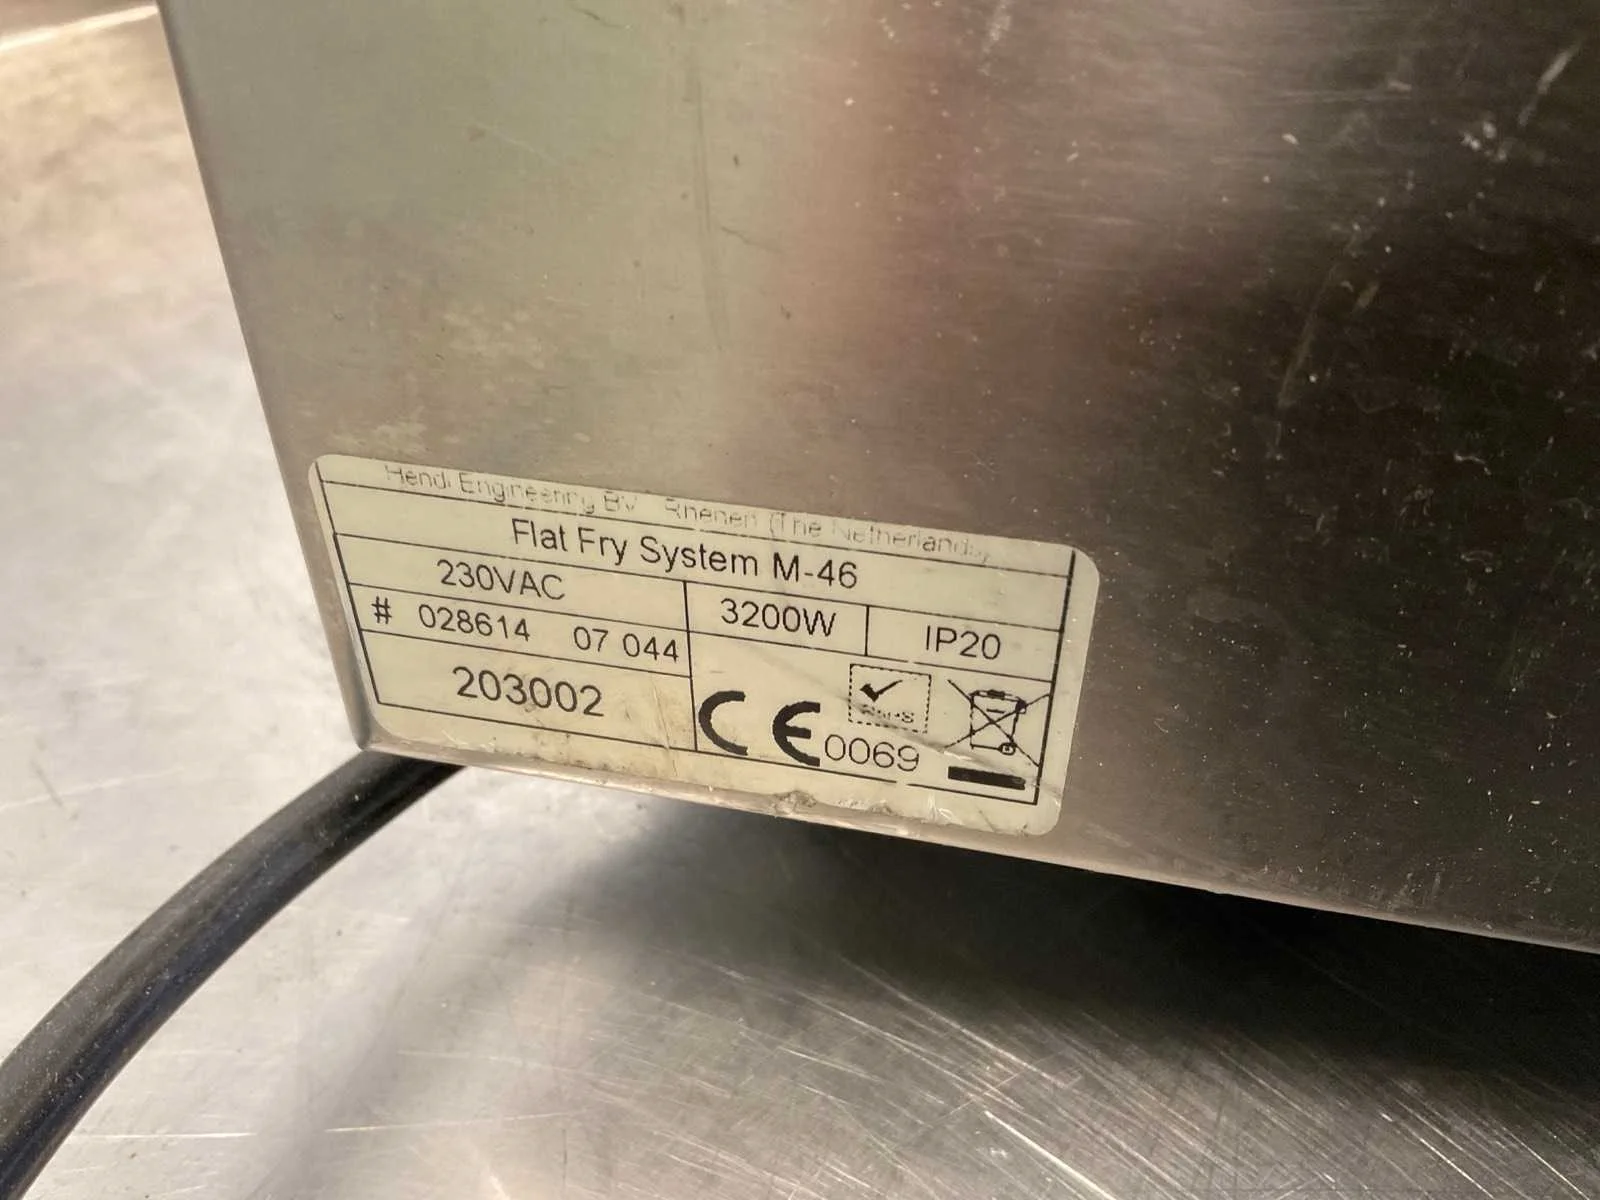 Hendi Engineering BV Rhenen (The Netherlands)
Flat Fry System M-46
230VAC 3200W IP20
# 028614 07 044
203002
RoHS
CE 0069